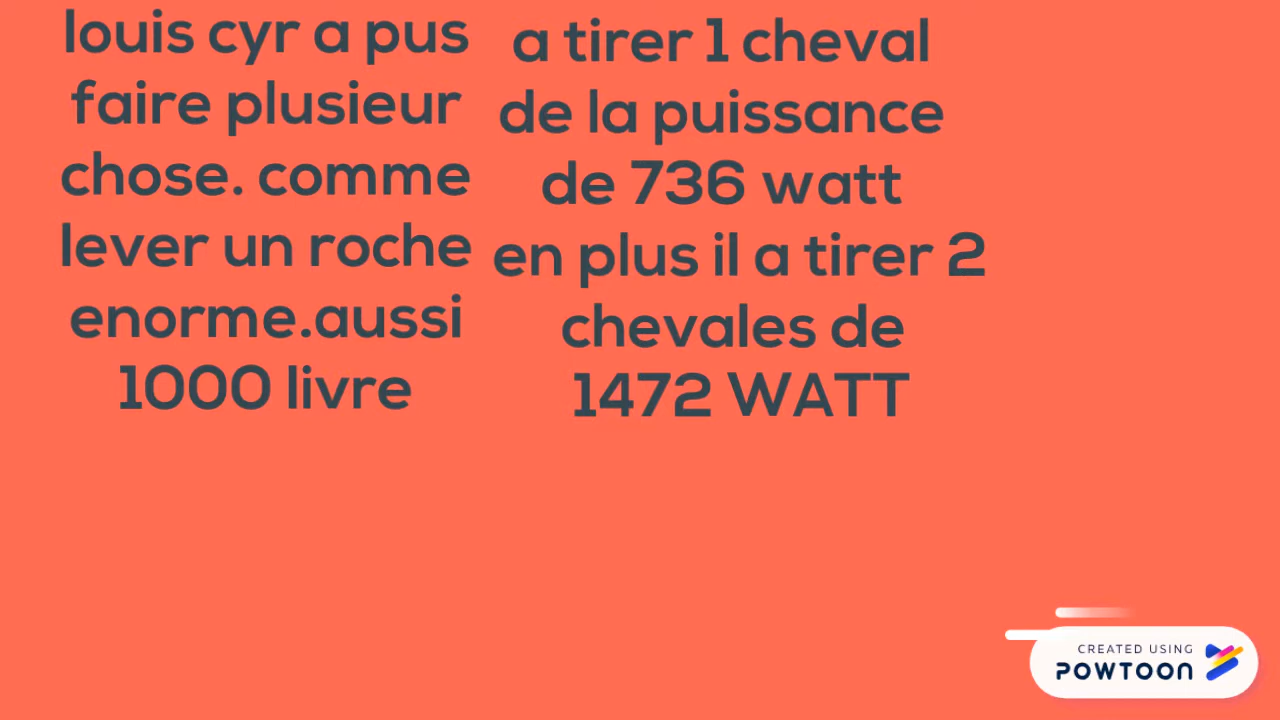 louis cyr a pus
faire plusieur
chose. comme
lever un roche
enorme.aussi
1000 livre
a tirer 1 cheval
de la puissance
de 736 watt
en plus il a tirer 2
chevales de
1472 WATT
CREATED USING
POWTOON